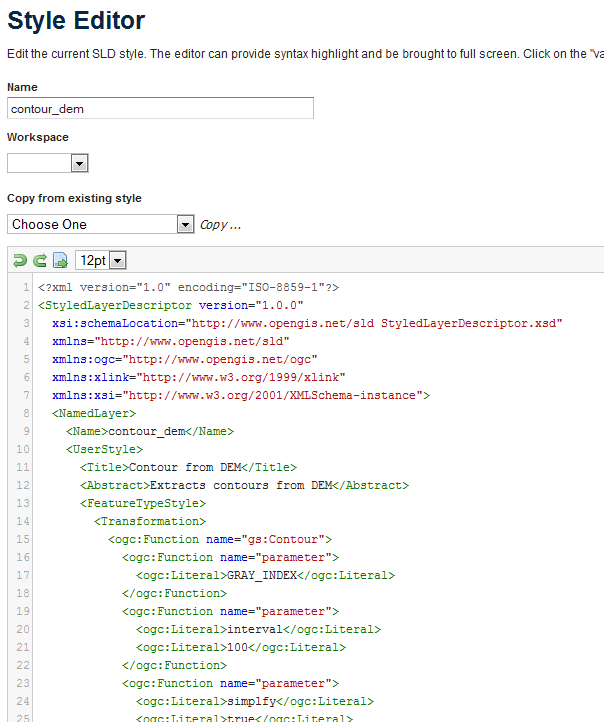 Style Editor
Edit the current SLD style. The editor can provide syntax highlight and be brought to full screen. Click on the "va
Name
contour_dem
Workspace
Copy from existing style
Choose One Copy ...
12pt
1 <?xml version="1.0" encoding="ISO-8859-1"?>
2 <StyledLayerDescriptor version="1.0.0"
3 xsi:schemaLocation="http://www.opengis.net/sld StyledLayerDescriptor.xsd"
4 xmlns="http://www.opengis.net/sld"
5 xmlns:ogc="http://www.opengis.net/ogc"
6 xmlns:xlink="http://www.w3.org/1999/xlink"
7 xmlns:xsi="http://www.w3.org/2001/XMLSchema-instance">
8 <NamedLayer>
9 <Name>contour_dem</Name>
10 <UserStyle>
11 <Title>Contour from DEM</Title>
12 <Abstract>Extracts contours from DEM</Abstract>
13 <FeatureTypeStyle>
14 <Transformation>
15 <ogc:Function name="gs:Contour">
16 <ogc:Function name="parameter">
17 <ogc:Literal>GRAY_INDEX</ogc:Literal>
18 </ogc:Function>
19 <ogc:Function name="parameter">
20 <ogc:Literal>interval</ogc:Literal>
21 <ogc:Literal>100</ogc:Literal>
22 </ogc:Function>
23 <ogc:Function name="parameter">
24 <ogc:Literal>simplfy</ogc:Literal>
25 <ogc:Literal>true</ogc:Literal>